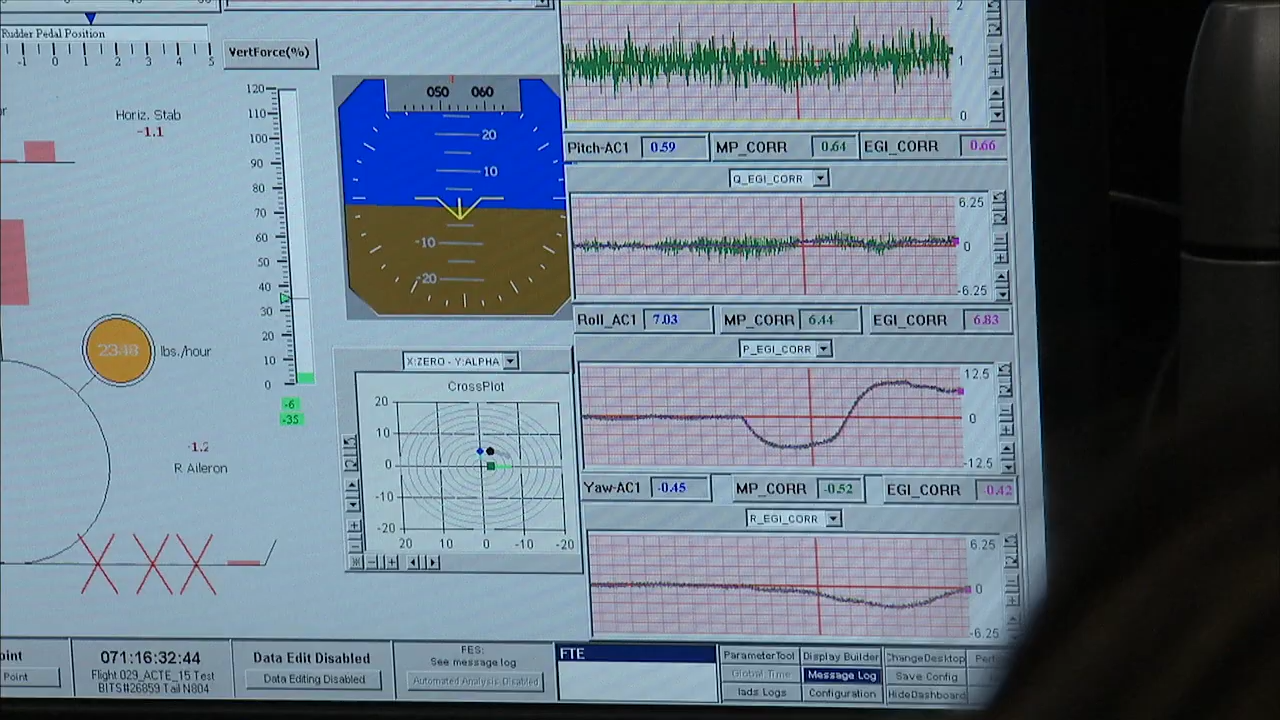 Rudder Pedal Position
-1 0 1 2 3 4 5
VertForce(%)
Horiz. Stab
-1.1
120
110
100
90
80
70
60
50
40
30
20
10
0
-6
-35
lbs./hour
-1.2
R Aileron
050 060
20
10
-10
-20
X:ZERO - Y:ALPHA
CrossPlot
20
10
0
-10
-20
20 10 0 -10 -20
2
1
0
Pitch-AC1 0.59 MP_CORR 0.64 EGI_CORR 0.66
Q_EGI_CORR
6.25
0
-6.25
Roll_AC1 7.03 MP_CORR 6.44 EGI_CORR 6.83
P_EGI_CORR
12.5
0
-12.5
Yaw-AC1 -0.45 MP_CORR -0.52 EGI_CORR -0.42
R_EGI_CORR
6.25
0
-6.25
Point
071:16:32:44
Flight 029_ACTE_15 Test
BITS#26859 Tail N804
Data Edit Disabled
Data Editing Disabled
FES:
See message log
Automated Analysis Disabled
FTE
ParameterTool Display Builder ChangeDesktop
Global Time Message Log Save Config
Iads Logs Configuration HideDashboard